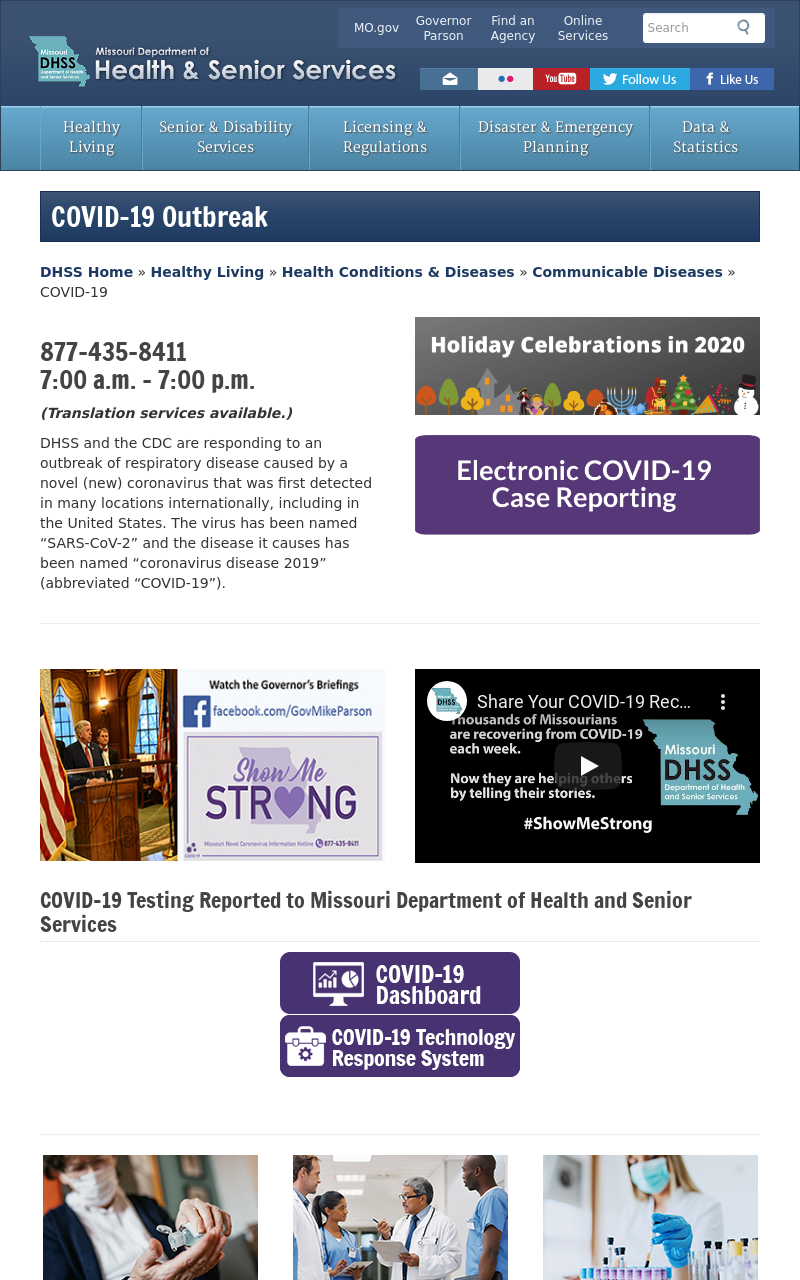 MO.gov
Governor
Parson
Find an
Agency
Online
Services
Search
Missouri
DHSS
Department of Health
and Senior Services
Missouri Department of
Health & Senior Services
You Tube
Follow Us
Like Us
Healthy
Living
Senior & Disability
Services
Licensing &
Regulations
Disaster & Emergency
Planning
Data &
Statistics
COVID-19 Outbreak
DHSS Home » Healthy Living » Health Conditions & Diseases » Communicable Diseases »
COVID-19
877-435-8411
7:00 a.m. - 7:00 p.m.
(Translation services available.)
DHSS and the CDC are responding to an
outbreak of respiratory disease caused by a
novel (new) coronavirus that was first detected
in many locations internationally, including in
the United States. The virus has been named
“SARS-CoV-2” and the disease it causes has
been named “coronavirus disease 2019”
(abbreviated “COVID-19”).
Holiday Celebrations in 2020
Electronic COVID-19
Case Reporting
Watch the Governor's Briefings
facebook.com/GovMikeParson
Show Me
STRONG
Missouri Novel Coronavirus Information Hotline 877-435-8411
Share Your COVID-19 Rec...
Thousands of Missourians
are recovering from COVID-19
each week.
Now they are helping others
by telling their stories.
#ShowMeStrong
Missouri
DHSS
Department of Health
and Senior Services
COVID-19 Testing Reported to Missouri Department of Health and Senior
Services
COVID-19
Dashboard
COVID-19 Technology
Response System